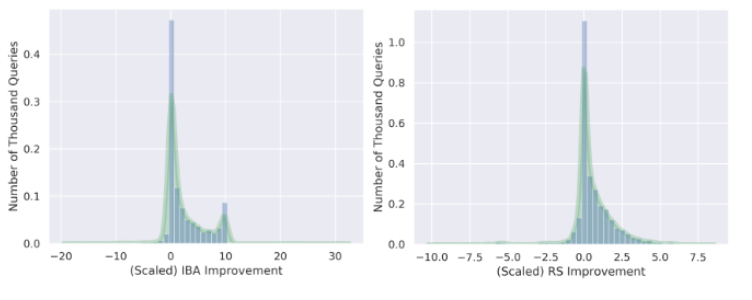 Number of Thousand Queries
0.4
0.3
0.2
0.1
0.0
−20 −10 0 10 20 30
(Scaled) IBA Improvement
Number of Thousand Queries
1.0
0.8
0.6
0.4
0.2
0.0
−10.0 −7.5 −5.0 −2.5 0.0 2.5 5.0 7.5
(Scaled) RS Improvement